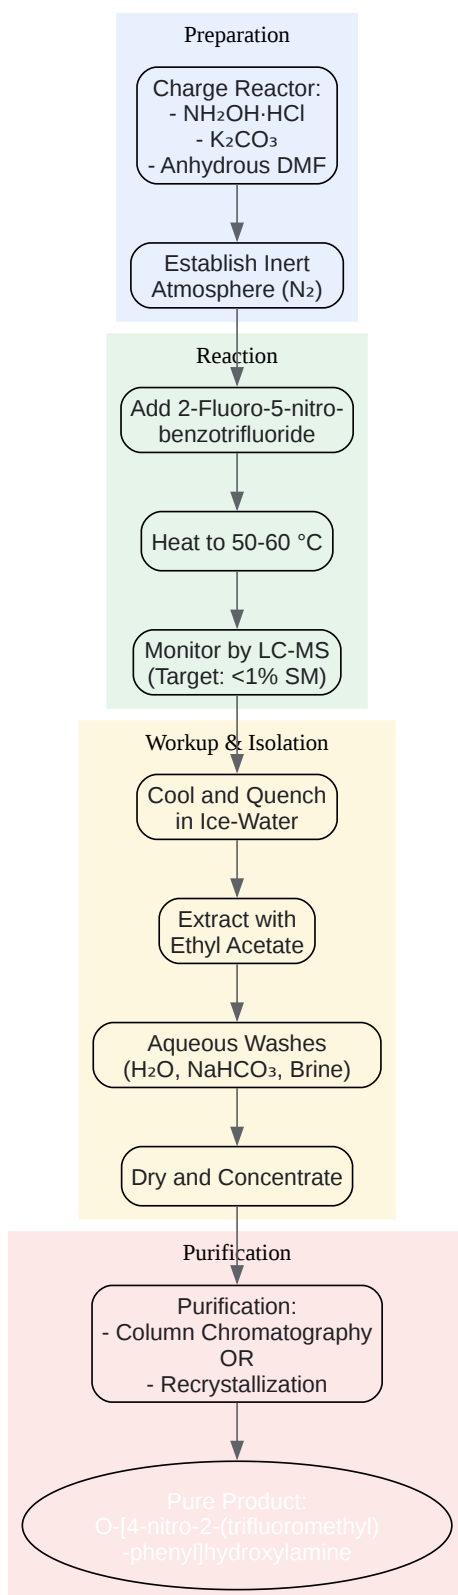 Preparation
Charge Reactor:
- NH₂OH·HCl
- K₂CO₃
- Anhydrous DMF
Establish Inert
Atmosphere (N₂)
Reaction
Add 2-Fluoro-5-nitro-
benzotrifluoride
Heat to 50-60 °C
Monitor by LC-MS
(Target: <1% SM)
Workup & Isolation
Cool and Quench
in Ice-Water
Extract with
Ethyl Acetate
Aqueous Washes
(H₂O, NaHCO₃, Brine)
Dry and Concentrate
Purification
Purification:
- Column Chromatography
OR
- Recrystallization
Pure Product:
O-[4-nitro-2-(trifluoromethyl)
-phenyl]hydroxylamine